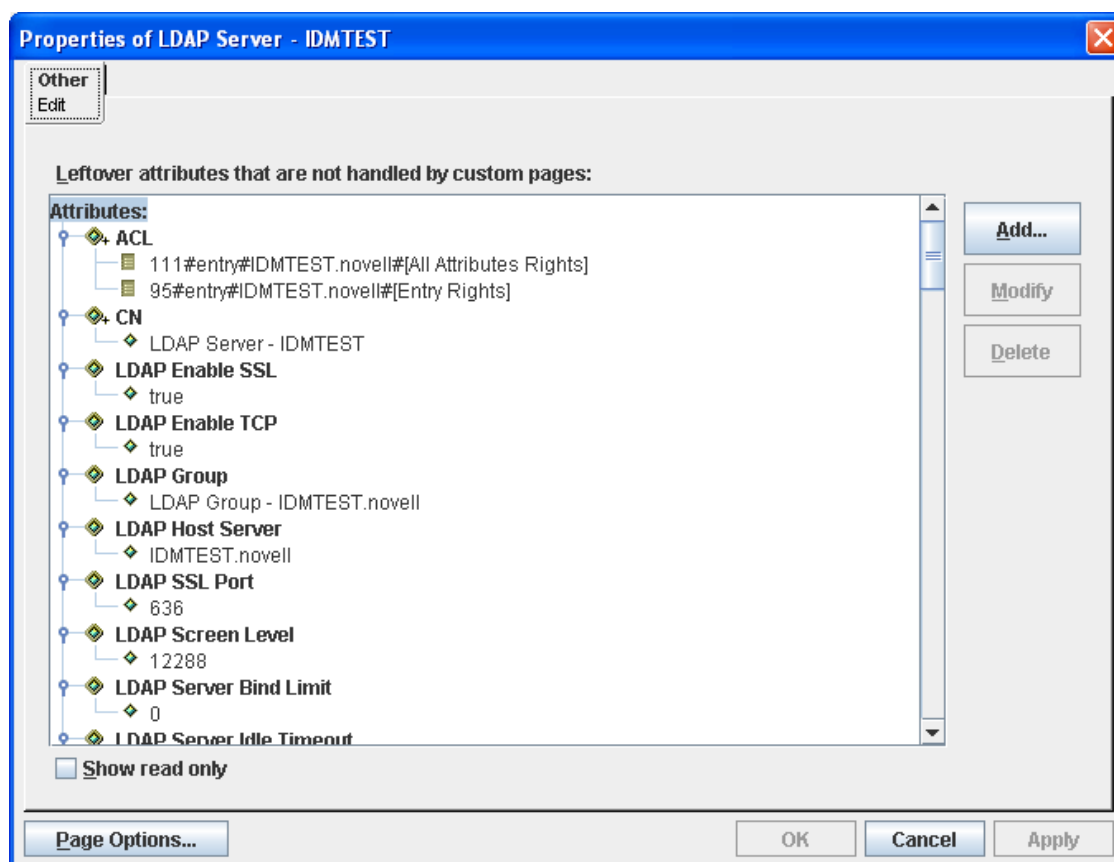 Properties of LDAP Server - IDMTEST
Other
Edit
Leftover attributes that are not handled by custom pages:
Attributes:
ACL
111#entry#IDMTEST.novell#[All Attributes Rights]
95#entry#IDMTEST.novell#[Entry Rights]
CN
LDAP Server - IDMTEST
LDAP Enable SSL
true
LDAP Enable TCP
true
LDAP Group
LDAP Group - IDMTEST.novell
LDAP Host Server
IDMTEST.novell
LDAP SSL Port
636
LDAP Screen Level
12288
LDAP Server Bind Limit
0
LDAP Server Idle Timeout
Add...
Modify
Delete
Show read only
Page Options...
OK
Cancel
Apply